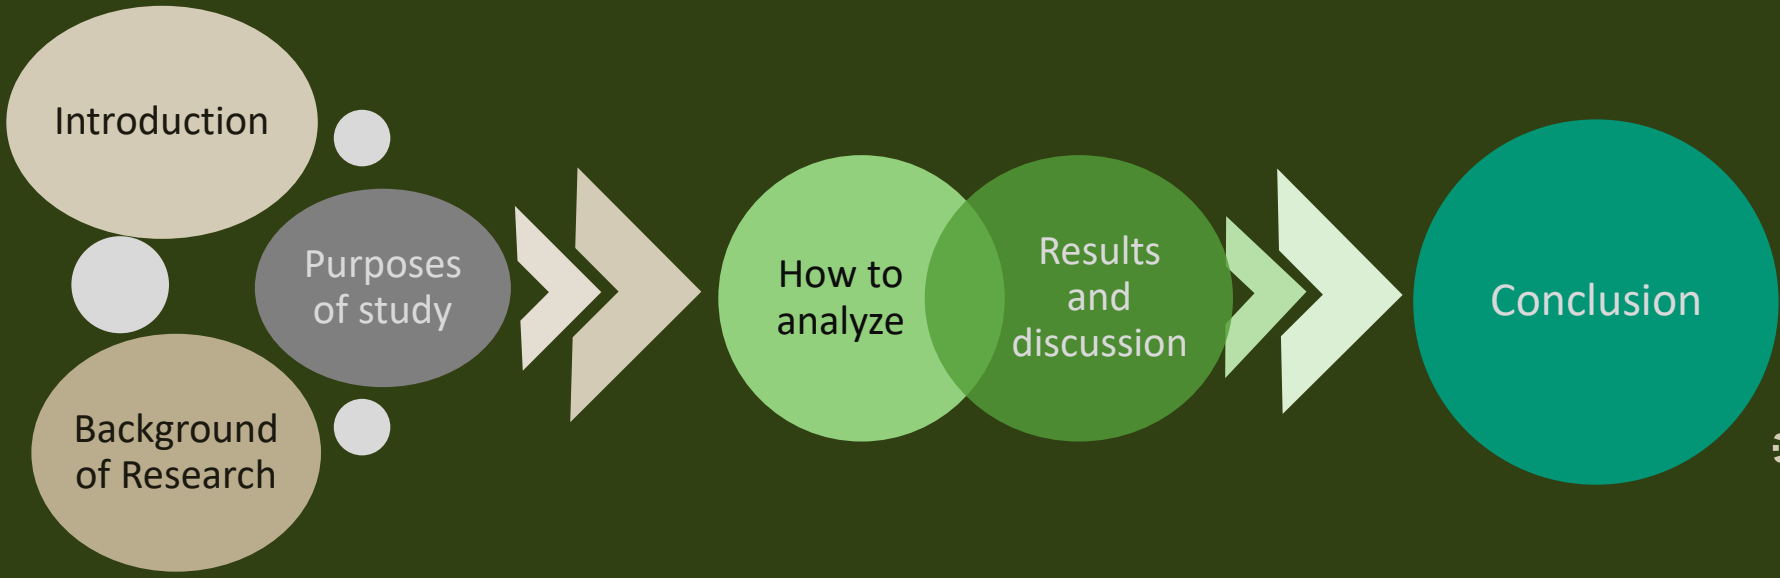 Introduction
Purposes
of study
Background
of Research
How to
analyze
Results
and
discussion
Conclusion